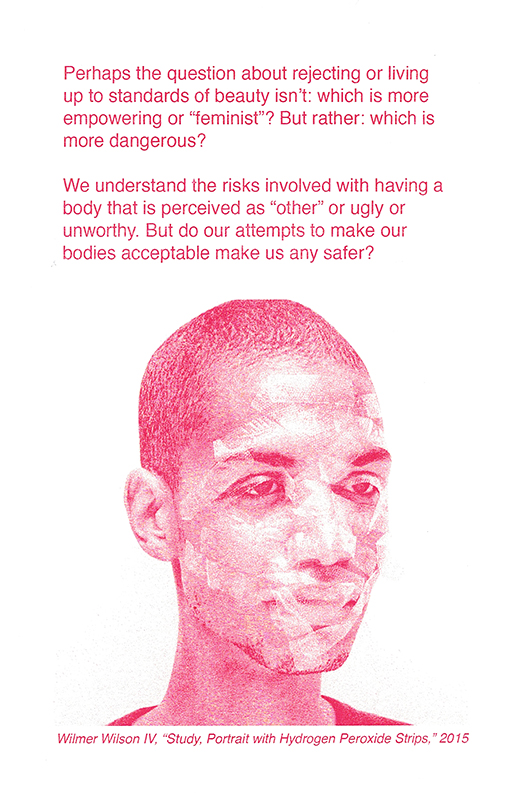 Perhaps the question about rejecting or living
up to standards of beauty isn't: which is more
empowering or “feminist”? But rather: which is
more dangerous?
We understand the risks involved with having a
body that is perceived as “other” or ugly or
unworthy. But do our attempts to make our
bodies acceptable make us any safer?
Wilmer Wilson IV, “Study, Portrait with Hydrogen Peroxide Strips,” 2015